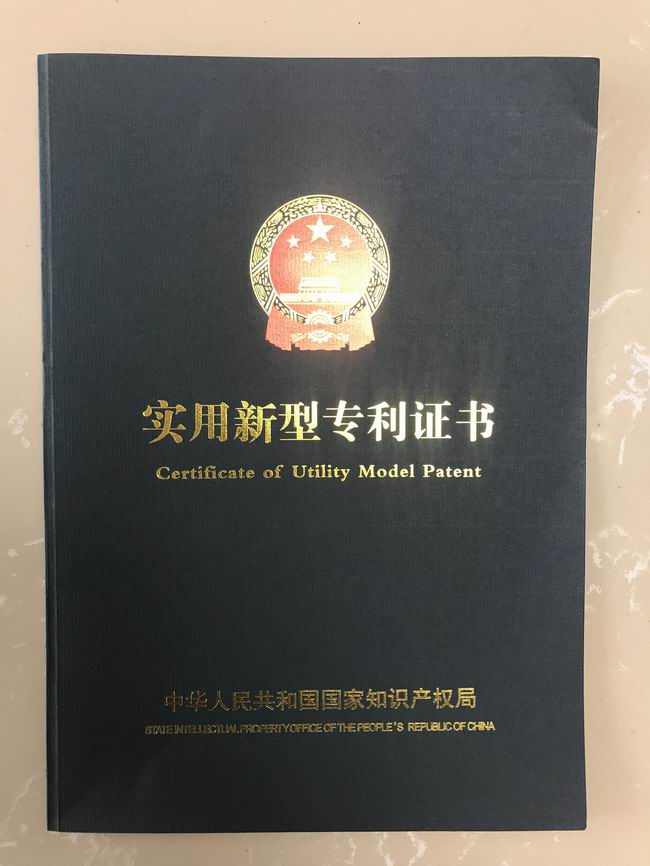 实用新型专利证书
Certificate of Utility Model Patent
中华人民共和国国家知识产权局
STATE INTELLECTUAL PROPERTY OFFICE OF THE PEOPLE'S REPUBLIC OF CHINA